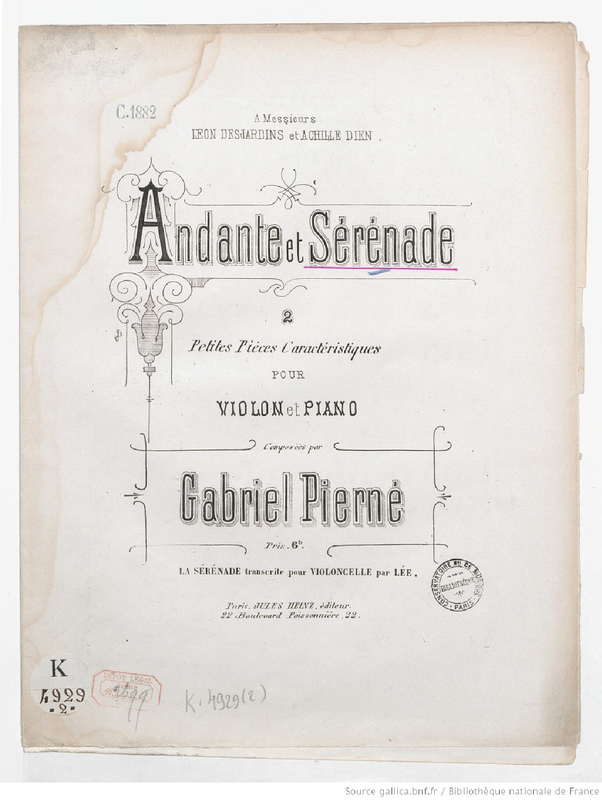 C.1882
A Messieurs
LEON DESJARDINS et ACHILLE DIEN.
Andante et Sérénade
2
Petites Pièces Caractéristiques
POUR
VIOLON et PIANO
Composées par
Gabriel Pierné
Prix. 6f.
LA SÉRÉNADE transcrite pour VIOLONCELLE par LÉE.
Paris. JULES HEINZ, éditeur.
22 Boulevard Poissonnière, 22.
DÉPÔT LEGAL
K
4929
"2"
K. 4929(2)
Source gallica.bnf.fr / Bibliothèque nationale de France